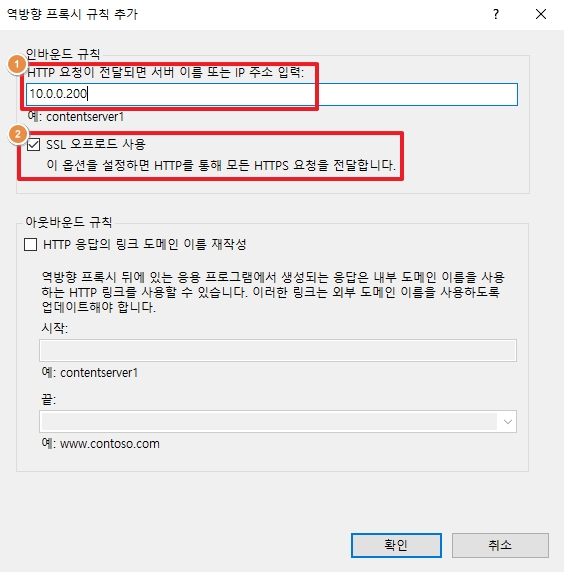 역방향 프록시 규칙 추가
인바운드 규칙
1
HTTP 요청이 전달되면 서버 이름 또는 IP 주소 입력:
10.0.0.200
예: contentserver1
2
SSL 오프로드 사용
이 옵션을 설정하면 HTTP를 통해 모든 HTTPS 요청을 전달합니다.
아웃바운드 규칙
HTTP 응답의 링크 도메인 이름 재작성
역방향 프록시 뒤에 있는 응용 프로그램에서 생성되는 응답은 내부 도메인 이름을 사용
하는 HTTP 링크를 사용할 수 있습니다. 이러한 링크는 외부 도메인 이름을 사용하도록
업데이트해야 합니다.
시작:
예: contentserver1
끝:
예: www.contoso.com
확인
취소